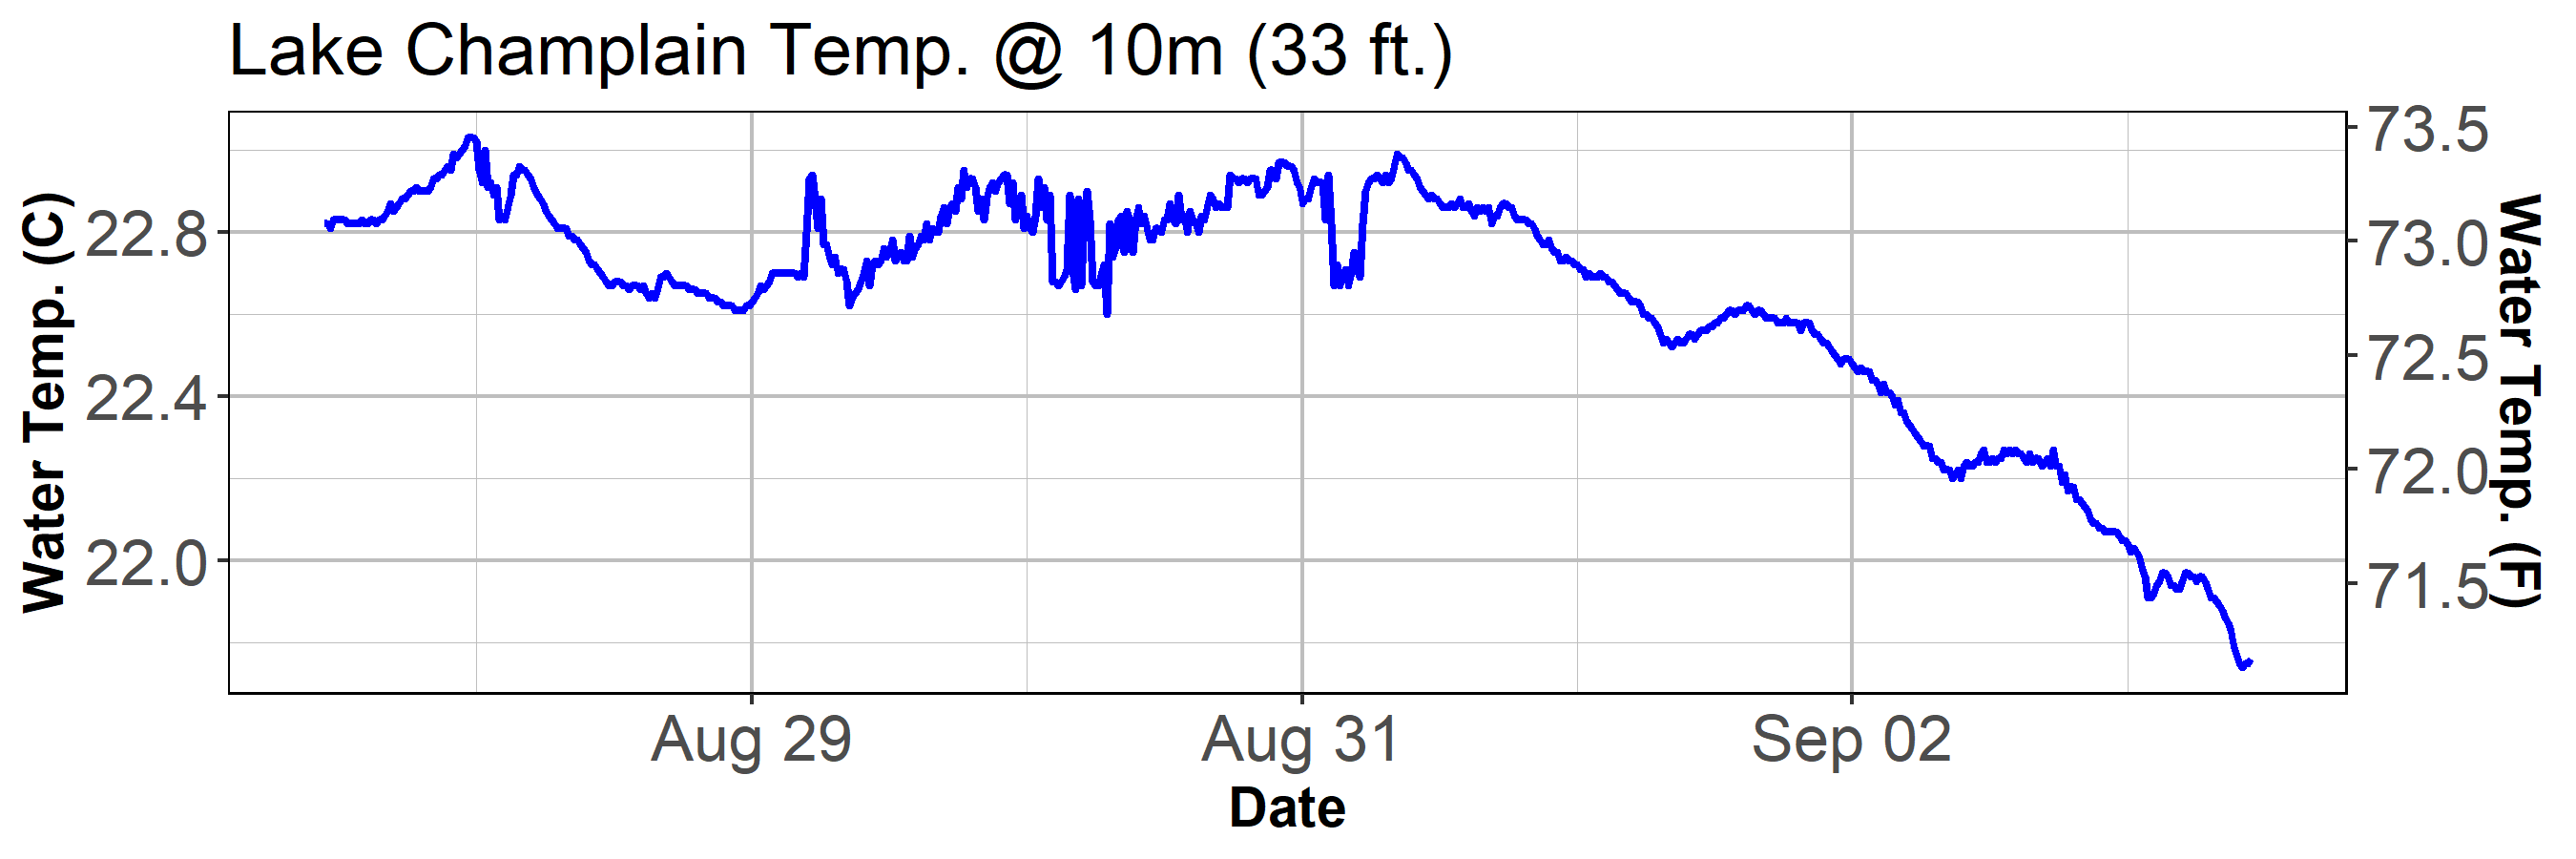 Lake Champlain Temp. @ 10m (33 ft.)
Water Temp. (C)
22.8
22.4
22.0
73.5
73.0
72.5
72.0
71.5
Water Temp. (F)
Aug 29
Aug 31
Sep 02
Date